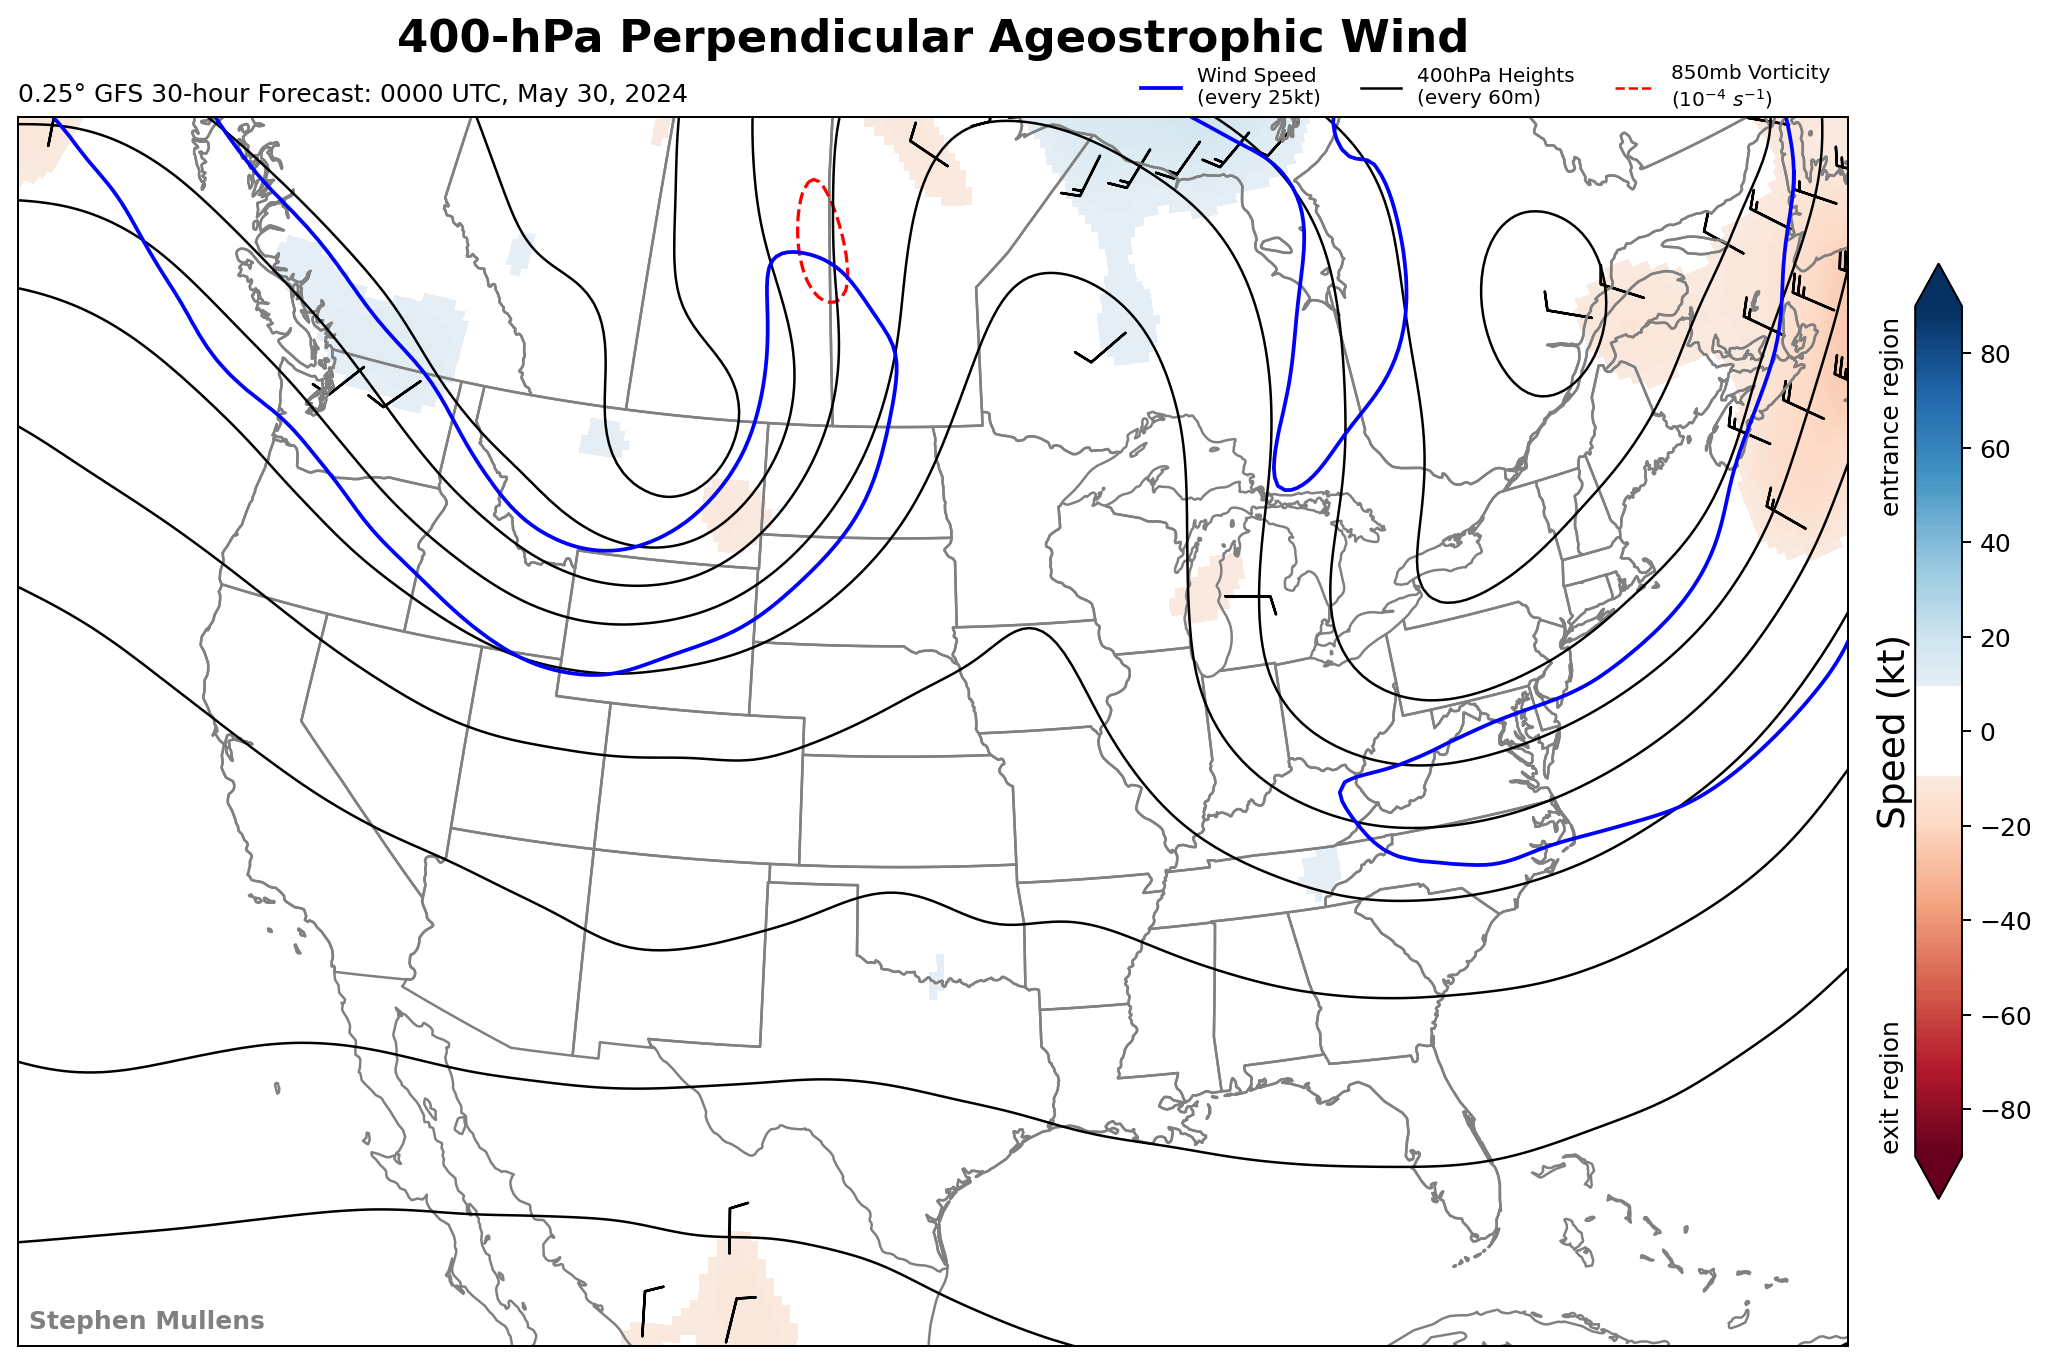 400-hPa Perpendicular Ageostrophic Wind
0.25° GFS 30-hour Forecast: 0000 UTC, May 30, 2024
Wind Speed
(every 25kt)
400hPa Heights
(every 60m)
850mb Vorticity
(10⁻⁴ s⁻¹)
entrance region
Speed (kt)
exit region
80
60
40
20
0
−20
−40
−60
−80
Stephen Mullens